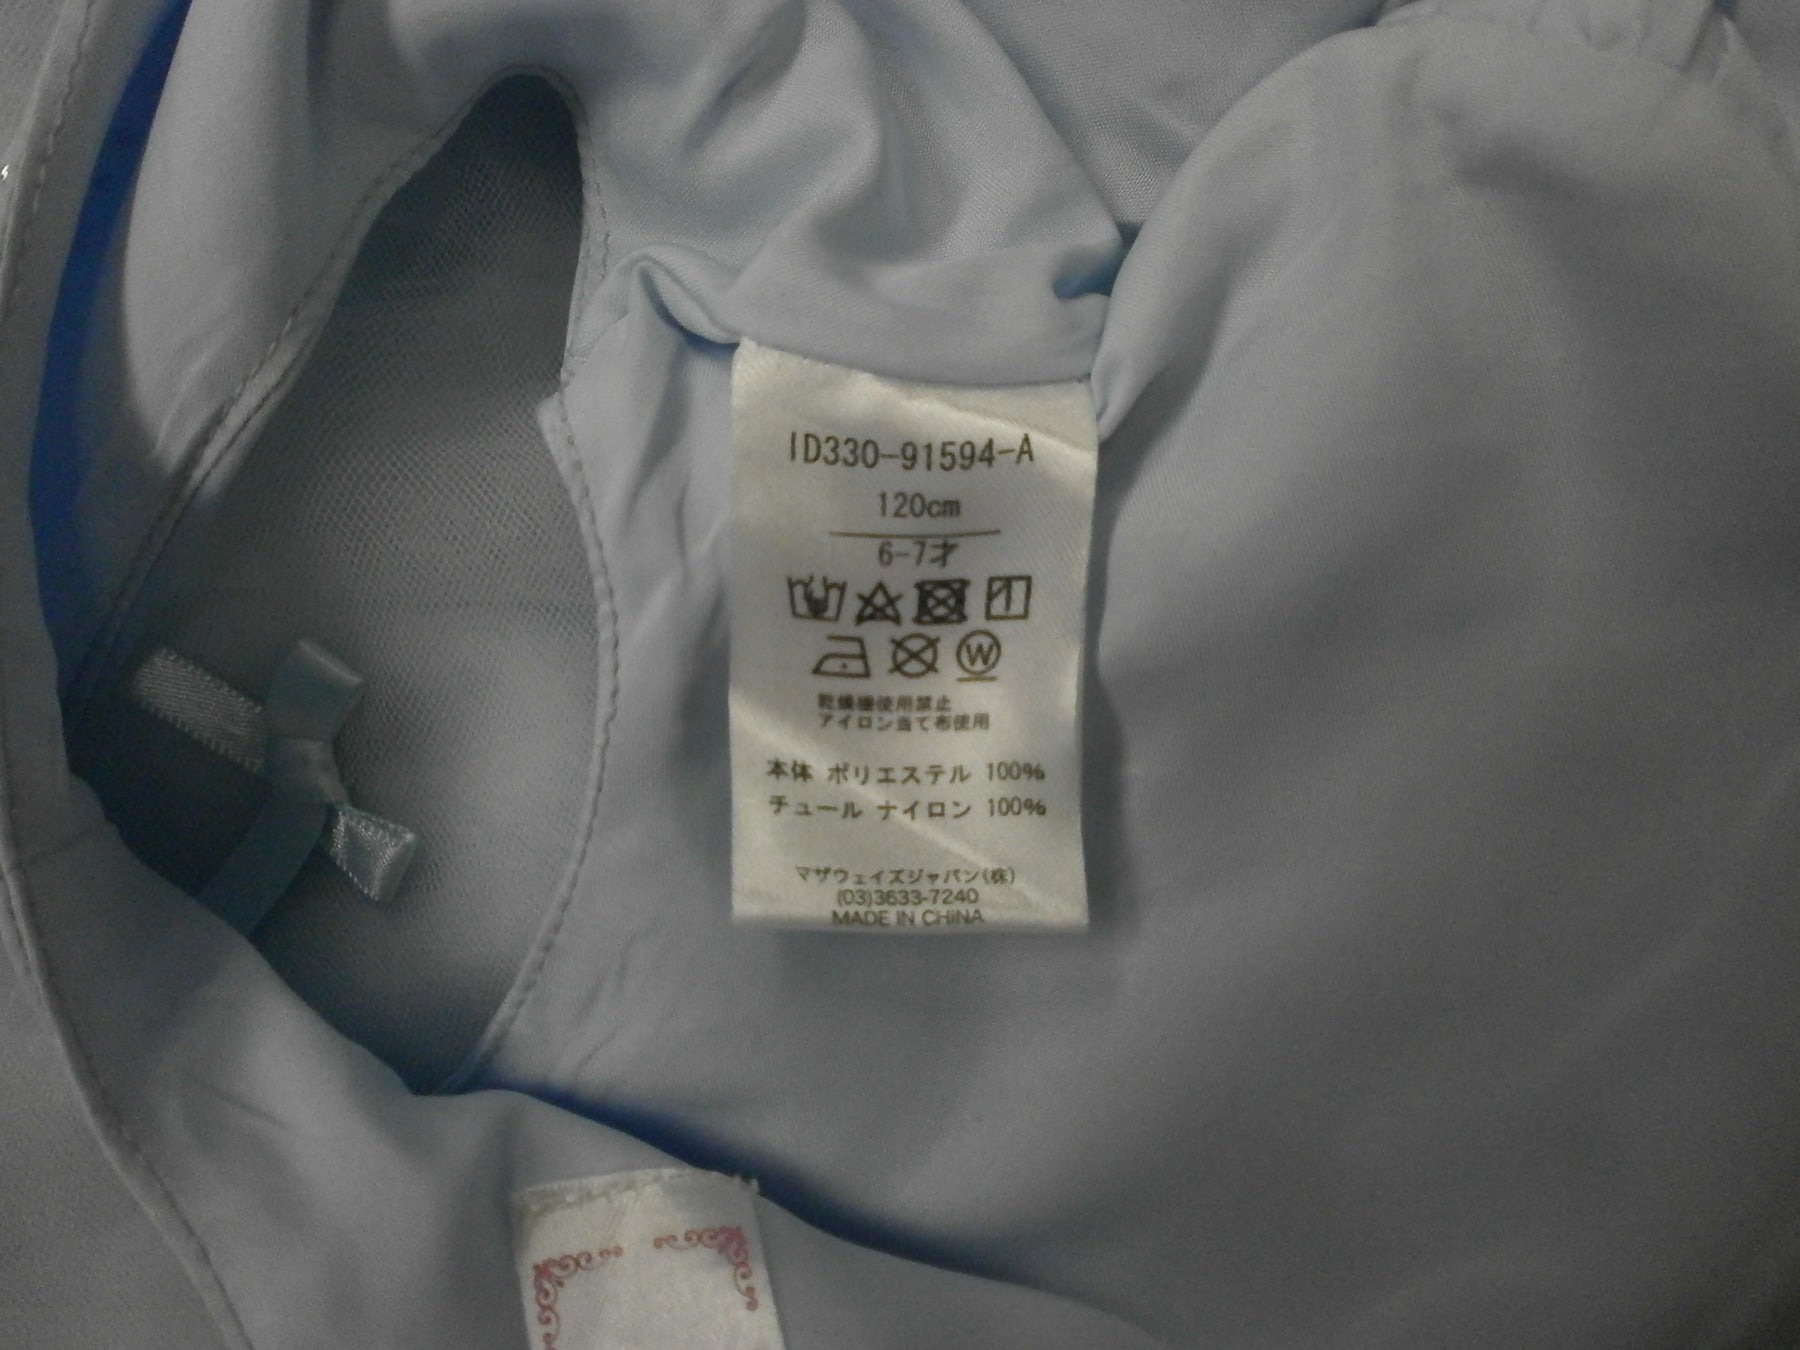 ID330-91594-A
120cm
6-7才
W
乾燥機使用禁止
アイロン当て布使用
本体 ポリエステル 100%
チュール ナイロン 100%
マザウェイズジャパン(株)
(03)3633-7240
MADE IN CHINA